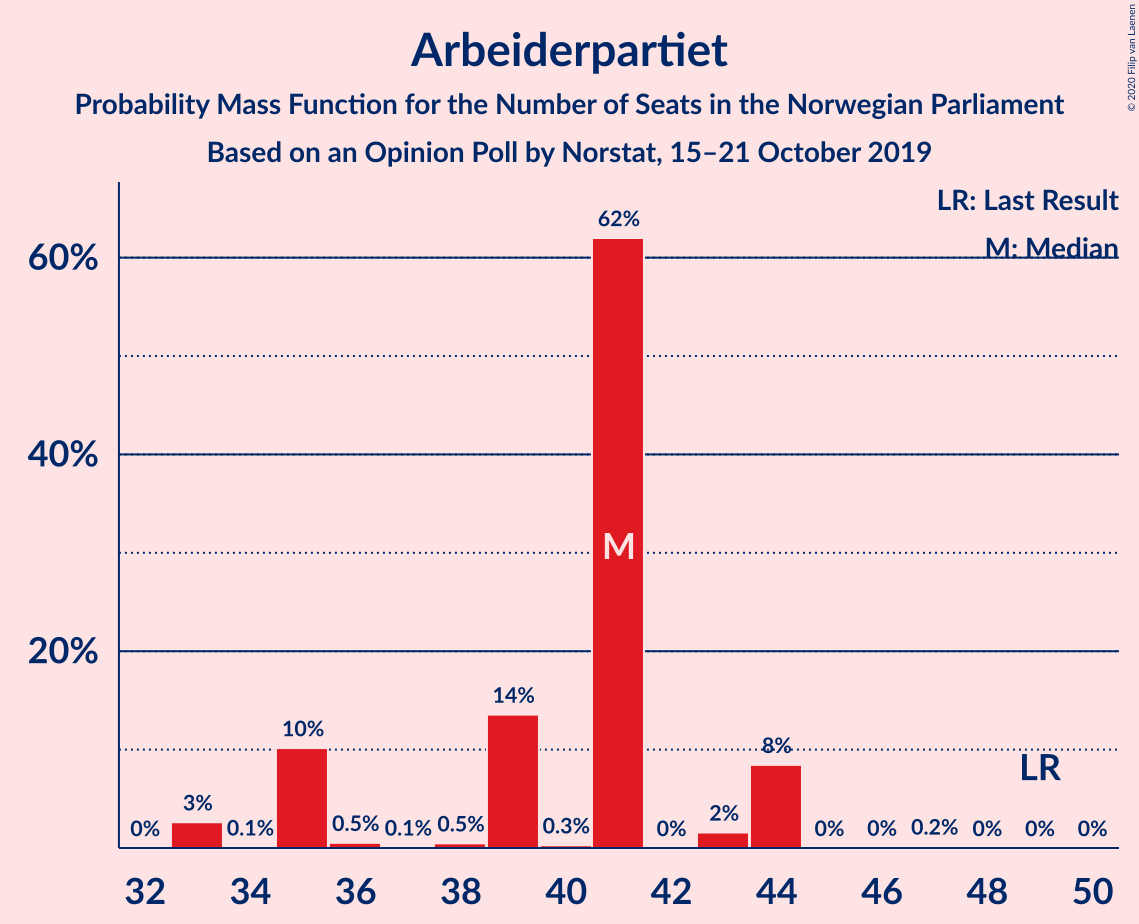 Arbeiderpartiet
Probability Mass Function for the Number of Seats in the Norwegian Parliament
Based on an Opinion Poll by Norstat, 15–21 October 2019
© 2020 Filip van Laenen
LR: Last Result
M: Median
60%
40%
20%
0% 3% 0.1% 10% 0.5% 0.1% 0.5% 14% 0.3% 62% 0% 2% 8% 0% 0% 0.2% 0% 0% 0%
M
LR
32 34 36 38 40 42 44 46 48 50